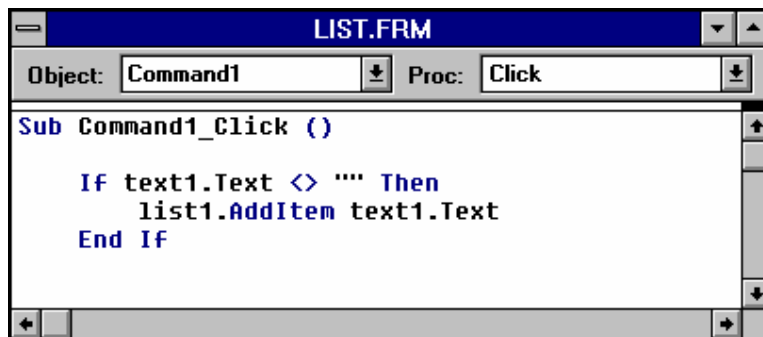 LIST.FRM
Object: Command1 Proc: Click
Sub Command1_Click ()
If text1.Text <> "" Then
list1.AddItem text1.Text
End If